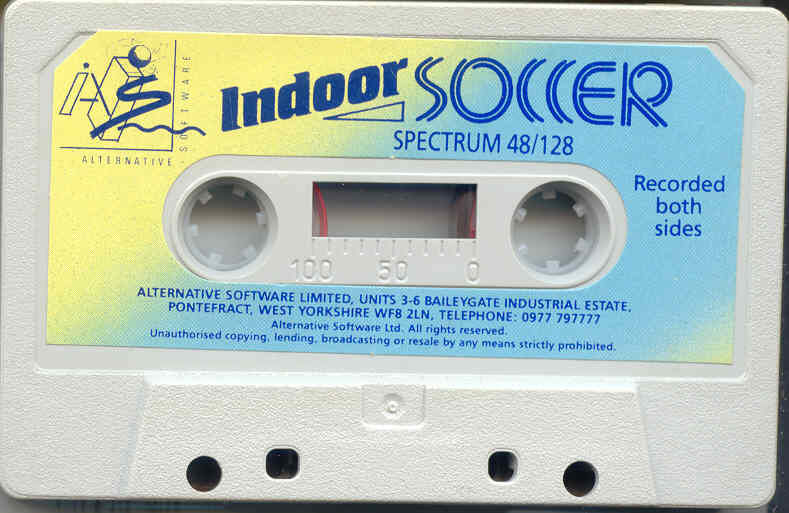 Indoor SOCCER
SPECTRUM 48/128
ALTERNATIVE SOFTWARE
Recorded
both
sides
100 50 0
ALTERNATIVE SOFTWARE LIMITED, UNITS 3-6 BAILEYGATE INDUSTRIAL ESTATE,
PONTEFRACT, WEST YORKSHIRE WF8 2LN, TELEPHONE: 0977 797777
Alternative Software Ltd. All rights reserved.
Unauthorised copying, lending, broadcasting or resale by any means strictly prohibited.